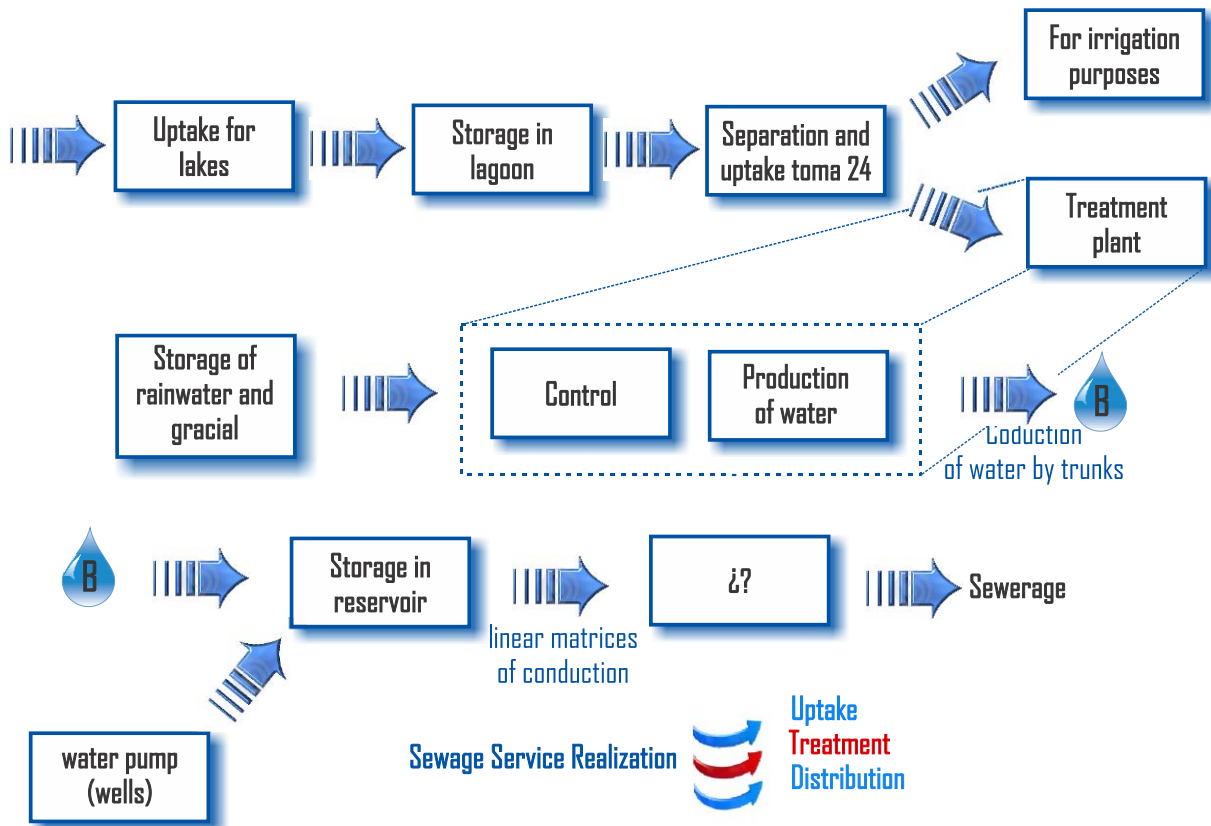 For irrigation
purposes
Uptake for
lakes
Storage in
lagoon
Separation and
uptake toma 24
Treatment
plant
Storage of
rainwater and
gracial
Control
Production
of water
B
Coduction
of water by trunks
B
Storage in
reservoir
linear matrices
of conduction
¿?
Sewerage
water pump
(wells)
Sewage Service Realization
Uptake
Treatment
Distribution